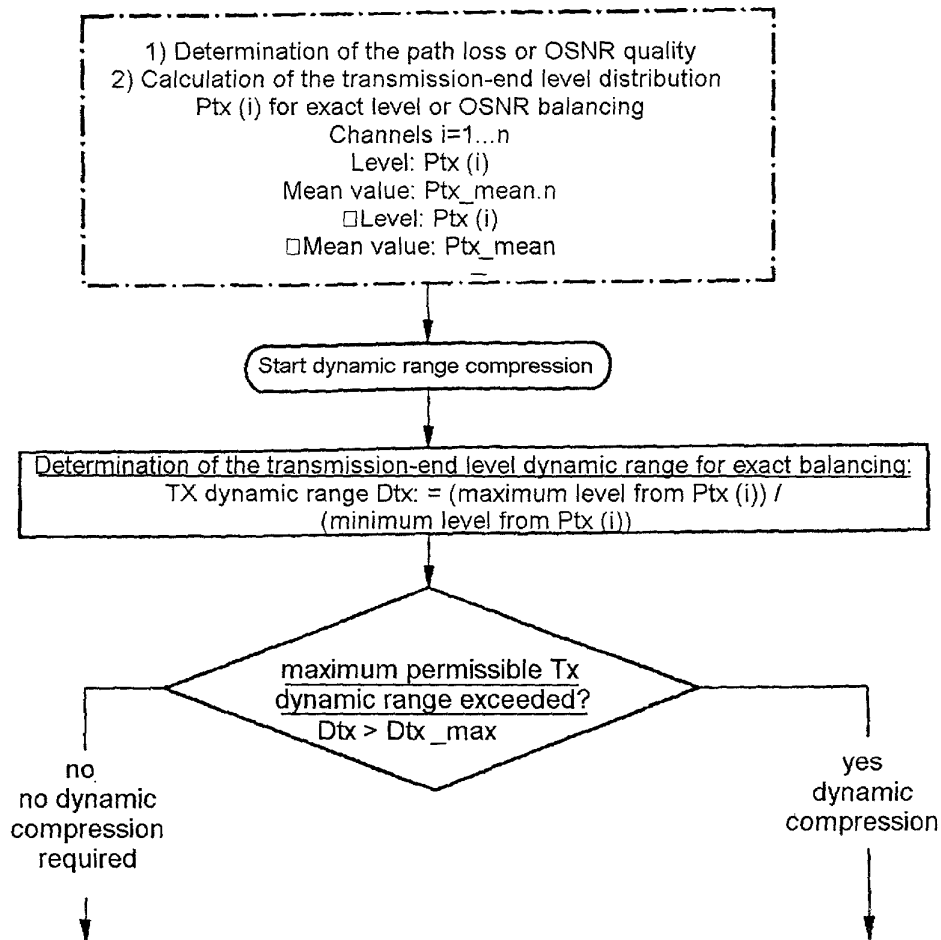 1) Determination of the path loss or OSNR quality
2) Calculation of the transmission-end level distribution
Ptx (i) for exact level or OSNR balancing
Channels i=1...n
Level: Ptx (i)
Mean value: Ptx_mean.n
□Level: Ptx (i)
□Mean value: Ptx_mean
Start dynamic range compression
Determination of the transmission-end level dynamic range for exact balancing:
TX dynamic range Dtx: = (maximum level from Ptx (i)) /
(minimum level from Ptx (i))
maximum permissible Tx
dynamic range exceeded?
Dtx > Dtx_max
no
no dynamic
compression
required
yes
dynamic
compression